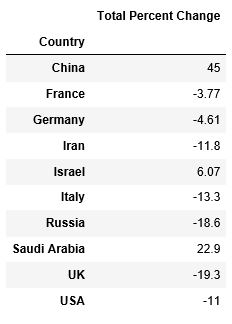 Total Percent Change
Country
China 45
France -3.77
Germany -4.61
Iran -11.8
Israel 6.07
Italy -13.3
Russia -18.6
Saudi Arabia 22.9
UK -19.3
USA -11